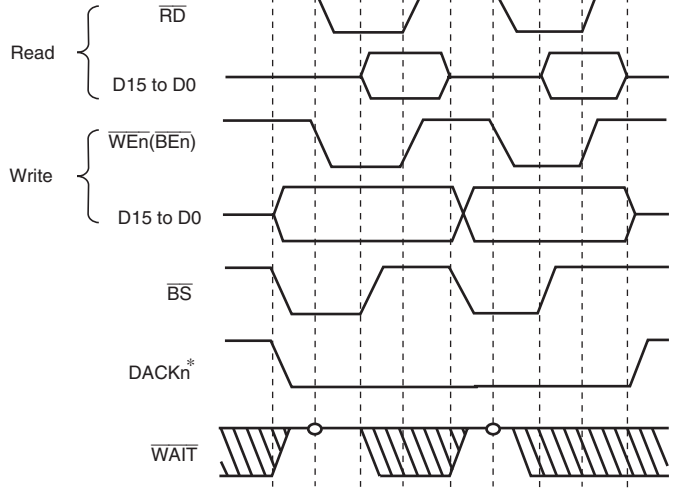 RD
Read
D15 to D0
WEn(BEn)
Write
D15 to D0
BS
DACKn*
WAIT